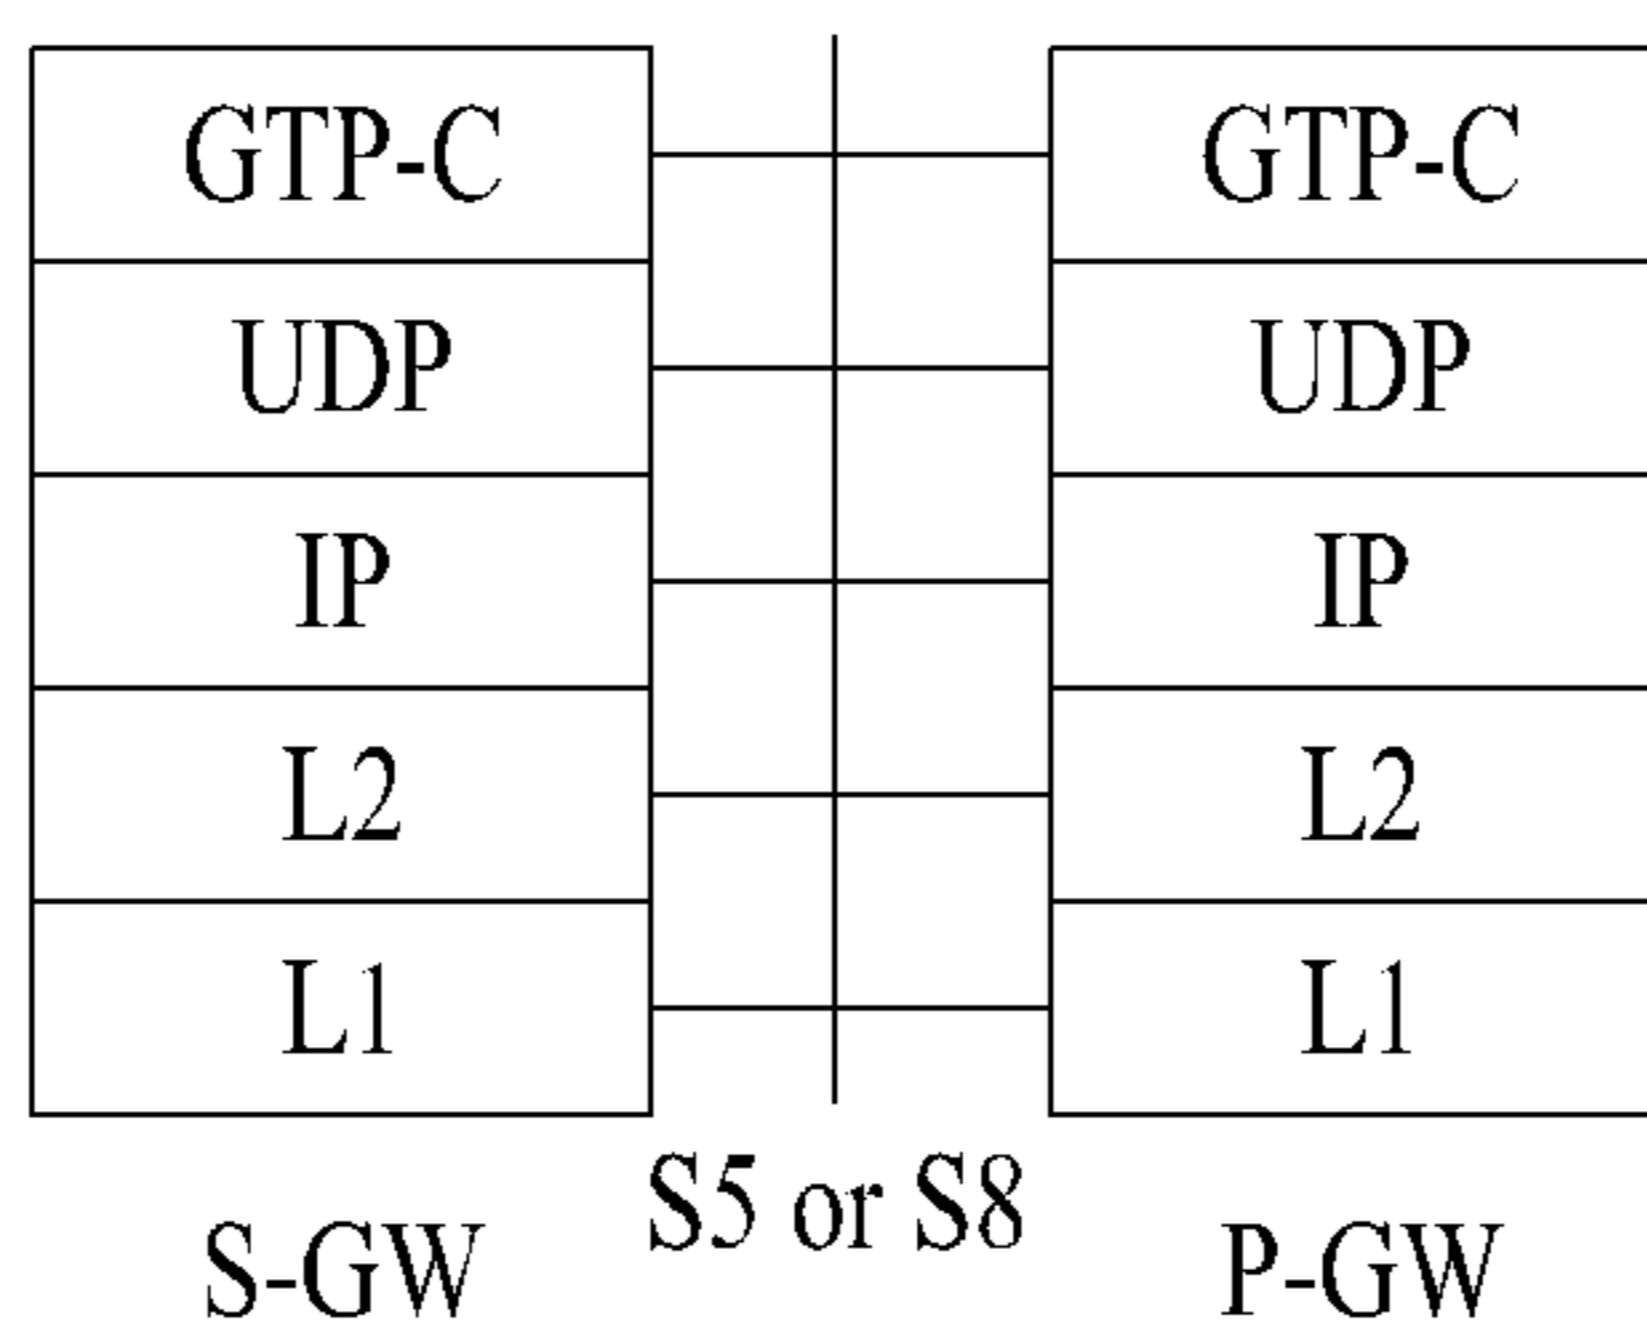 GTP-C GTP-C
UDP UDP
IP IP
L2 L2
L1 L1
S5 or S8
S-GW P-GW